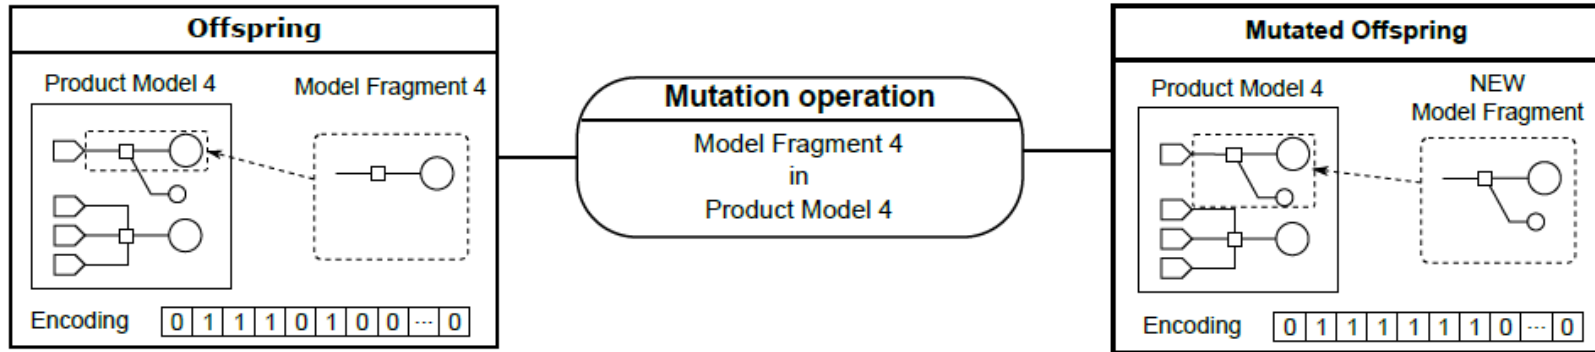 Offspring
Product Model 4
Model Fragment 4
Encoding 0 1 1 1 0 1 0 0 ... 0
Mutation operation
Model Fragment 4
in
Product Model 4
Mutated Offspring
Product Model 4
NEW
Model Fragment
Encoding 0 1 1 1 1 1 1 0 ... 0